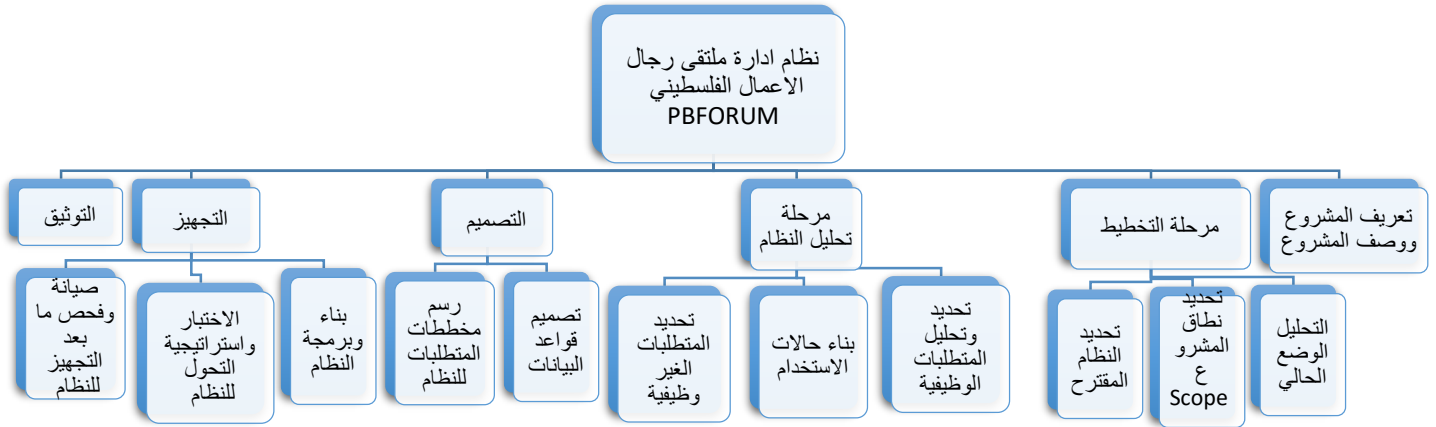 نظام ادارة ملتقى رجال
الاعمال الفلسطيني
PBFORUM
تعريف المشروع
ووصف المشروع
مرحلة التخطيط
مرحلة
تحليل النظام
التصميم
التجهيز
التوثيق
التحليل
الوضع
الحالي
تحديد
نطاق
المشرو
ع
Scope
تحديد
النظام
المقترح
تحديد
وتحليل
المتطلبات
الوظيفية
بناء حالات
الاستخدام
تحديد
المتطلبات
الغير
وظيفية
تصميم
قواعد
البيانات
رسم
مخططات
المتطلبات
للنظام
بناء
وبرمجة
النظام
الاختبار
واستراتيجية
التحول
للنظام
صيانة
وفحص ما
بعد
التجهيز
للنظام